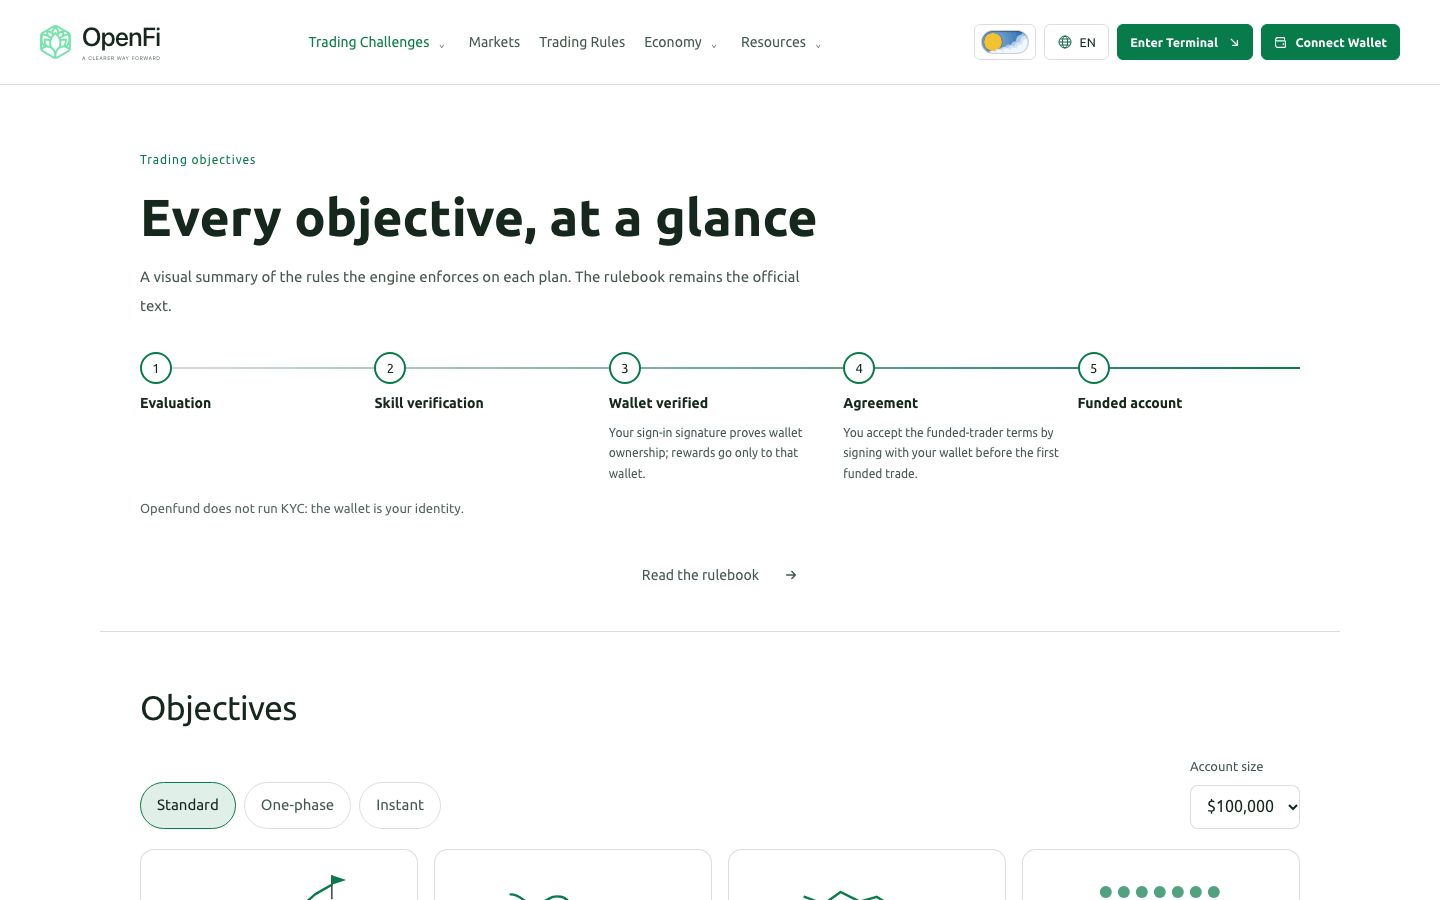 OpenFi
A CLEARER WAY FORWARD
Trading Challenges
Markets
Trading Rules
Economy
Resources
EN
Enter Terminal
Connect Wallet
Trading objectives
Every objective, at a glance
A visual summary of the rules the engine enforces on each plan. The rulebook remains the official
text.
1
2
3
4
5
Evaluation
Skill verification
Wallet verified
Your sign-in signature proves wallet
ownership; rewards go only to that
wallet.
Agreement
You accept the funded-trader terms by
signing with your wallet before the first
funded trade.
Funded account
Openfund does not run KYC: the wallet is your identity.
Read the rulebook
Objectives
Account size
Standard
One-phase
Instant
$100,000